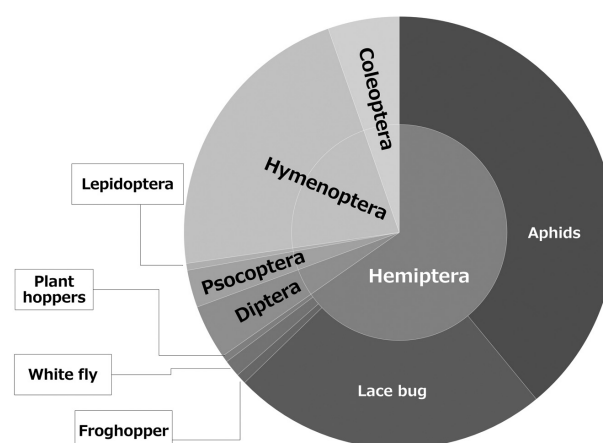 Coleoptera
Hymenoptera
Lepidoptera
Psocoptera
Aphids
Plant
hoppers
Hemiptera
Diptera
White fly
Lace bug
Froghopper